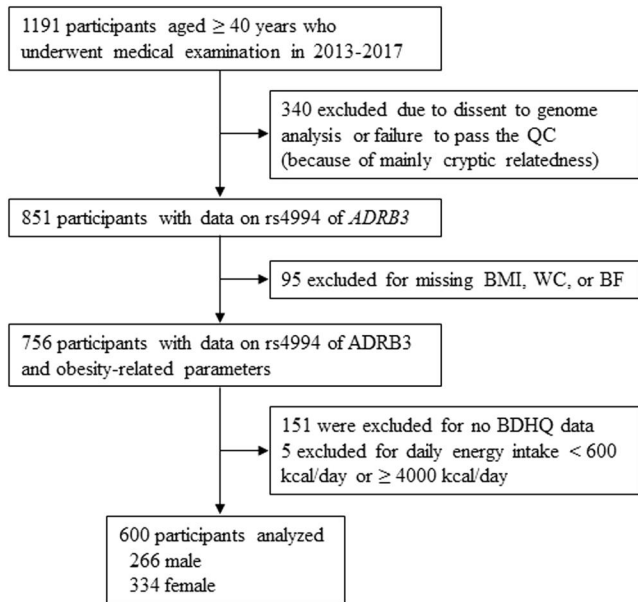 1191 participants aged ≥ 40 years who
underwent medical examination in 2013-2017
340 excluded due to dissent to genome
analysis or failure to pass the QC
(because of mainly cryptic relatedness)
851 participants with data on rs4994 of ADRB3
95 excluded for missing BMI, WC, or BF
756 participants with data on rs4994 of ADRB3
and obesity-related parameters
151 were excluded for no BDHQ data
5 excluded for daily energy intake < 600
kcal/day or ≥ 4000 kcal/day
600 participants analyzed
266 male
334 female